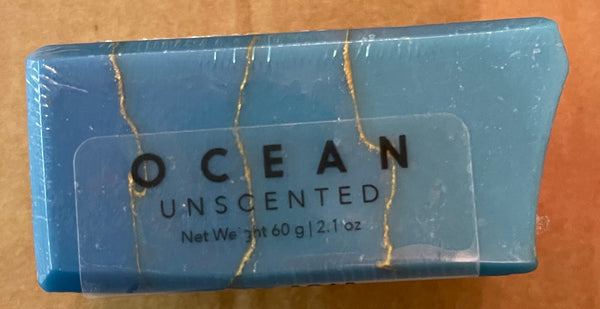 OCEAN
UNSCENTED
Net Weight 60 g | 2.1 oz